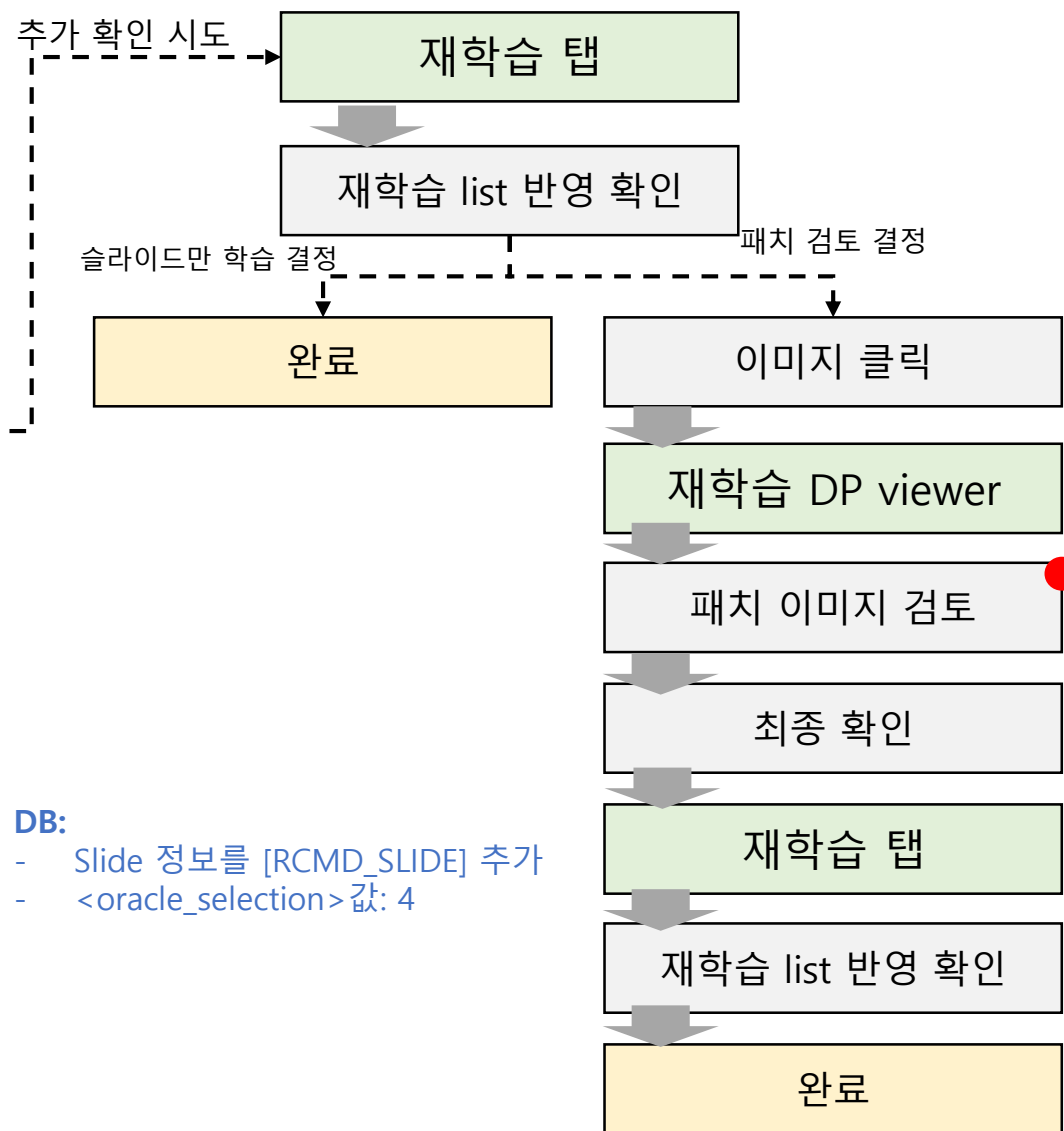 추가 확인 시도
재학습 탭
재학습 list 반영 확인
슬라이드만 학습 결정
패치 검토 결정
완료
이미지 클릭
재학습 DP viewer
패치 이미지 검토
최종 확인
DB:
- Slide 정보를 [RCMD_SLIDE] 추가
- <oracle_selection>값: 4
재학습 탭
재학습 list 반영 확인
완료